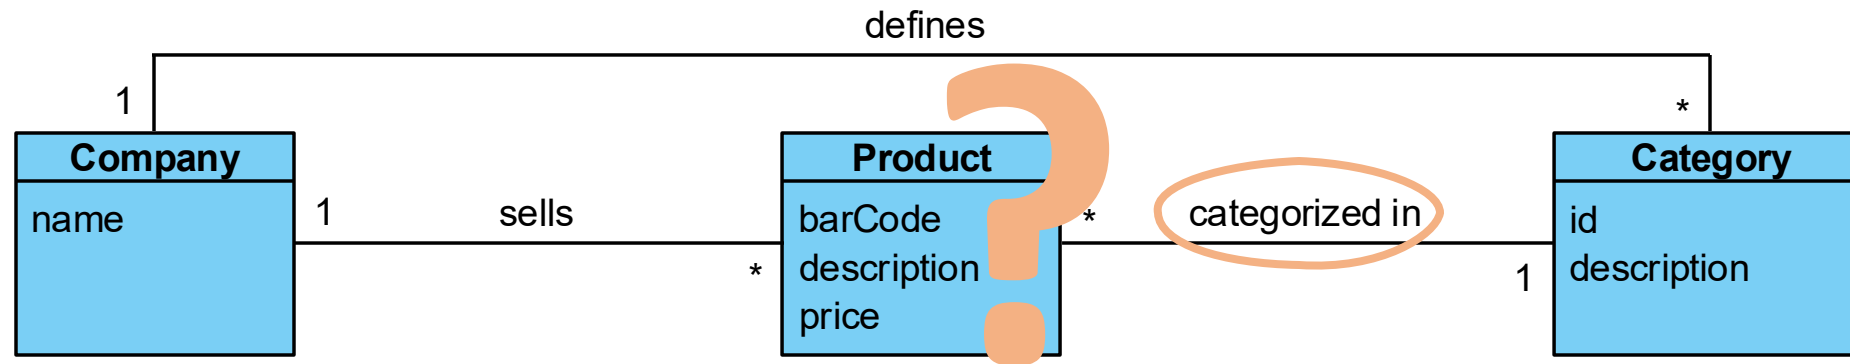 defines
1
*
Company
Product
Category
name
1
sells
*
barCode
description
price
*
categorized in
1
id
description
?